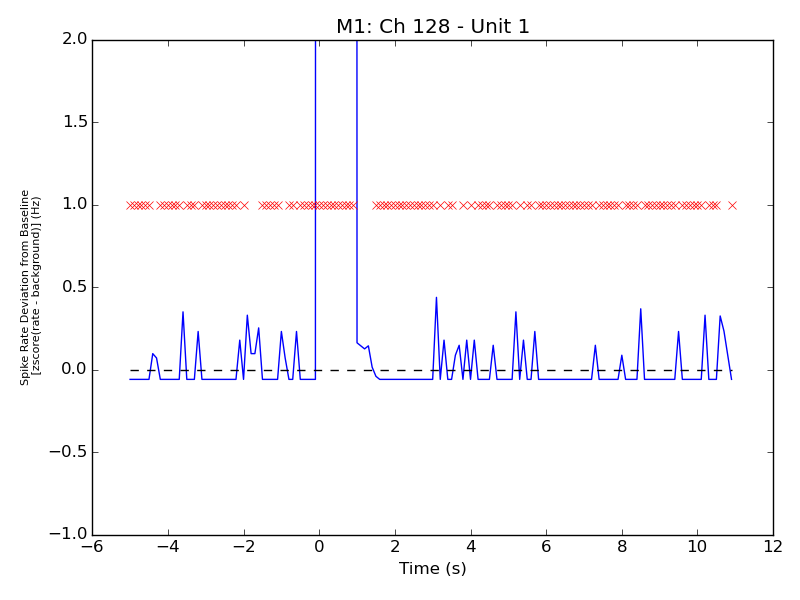 M1: Ch 128 - Unit 1
2.0
1.5
1.0
0.5
0.0
−0.5
−1.0
Spike Rate Deviation from Baseline
[zscore(rate - background)] (Hz)
−6 −4 −2 0 2 4 6 8 10 12
Time (s)